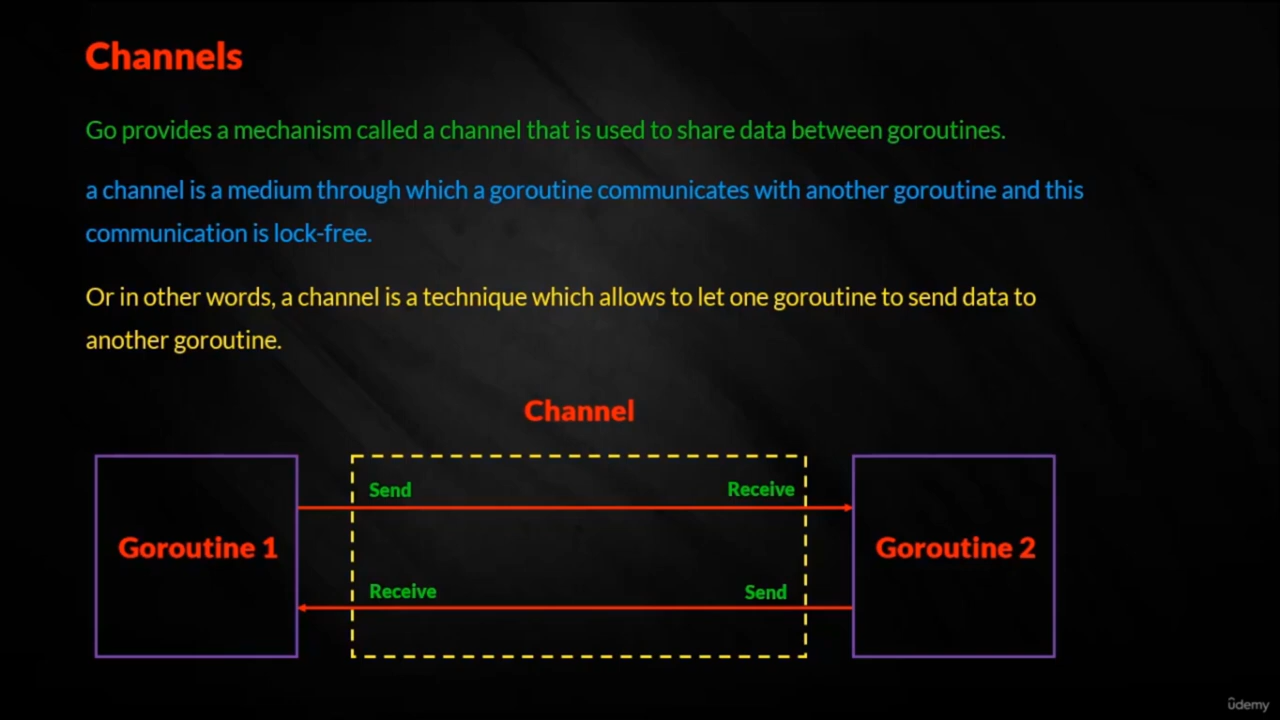 Channels
Go provides a mechanism called a channel that is used to share data between goroutines.
a channel is a medium through which a goroutine communicates with another goroutine and this
communication is lock-free.
Or in other words, a channel is a technique which allows to let one goroutine to send data to
another goroutine.
Channel
Send Receive
Goroutine 1 Goroutine 2
Receive Send
ûdemy